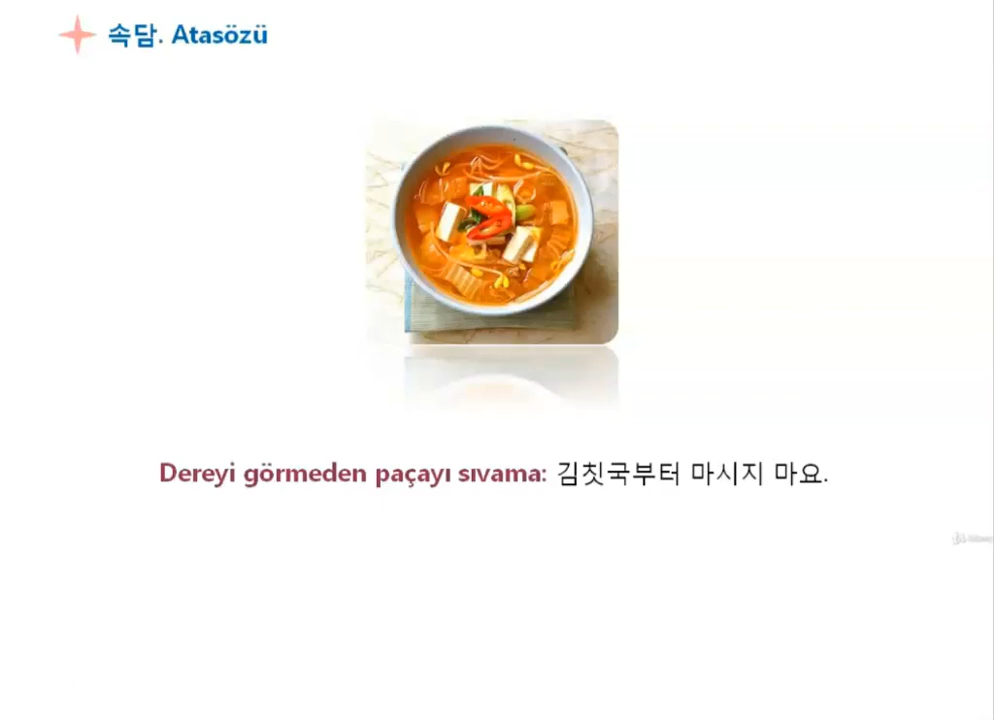 속담. Atasözü
Dereyi görmeden paçayı sıvama: 김칫국부터 마시지 마요.